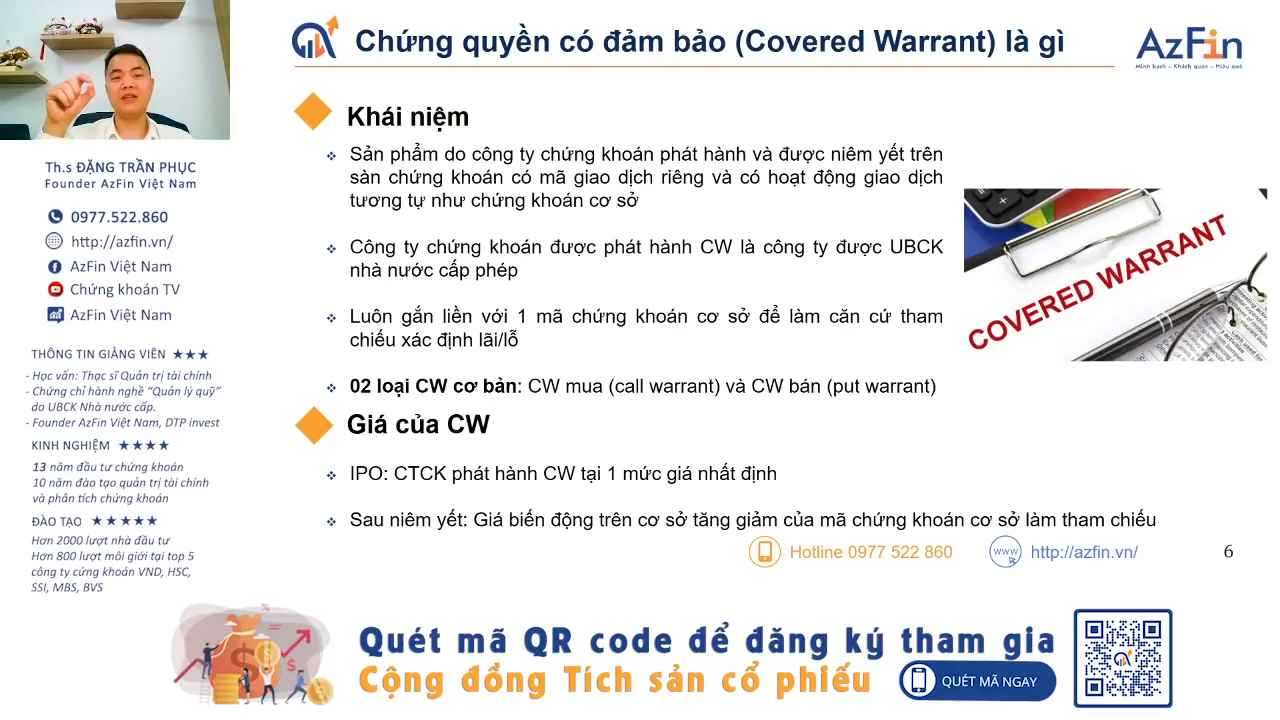 Chứng quyền có đảm bảo (Covered Warrant) là gì
AzFin
Minh bạch – Khách quan – Hiệu quả
Th.s ĐẶNG TRẦN PHỤC
Founder AzFin Việt Nam
0977.522.860
http://azfin.vn/
AzFin Việt Nam
Chứng khoán TV
AzFin Việt Nam
THÔNG TIN GIẢNG VIÊN ★★★
- Học vấn: Thạc sĩ Quản trị tài chính
- Chứng chỉ hành nghề “Quản lý quỹ”
do UBCK Nhà nước cấp.
- Founder AzFin Việt Nam, DTP invest
KINH NGHIỆM ★★★★
13 năm đầu tư chứng khoán
10 năm đào tạo quản trị tài chính
và phân tích chứng khoán
ĐÀO TẠO ★★★★★
Hơn 2000 lượt nhà đầu tư
Hơn 800 lượt môi giới tại top 5
công ty cứng khoán VND, HSC,
SSI, MBS, BVS
Khái niệm
Sản phẩm do công ty chứng khoán phát hành và được niêm yết trên
sàn chứng khoán có mã giao dịch riêng và có hoạt động giao dịch
tương tự như chứng khoán cơ sở
Công ty chứng khoán được phát hành CW là công ty được UBCK
nhà nước cấp phép
Luôn gắn liền với 1 mã chứng khoán cơ sở để làm căn cứ tham
chiếu xác định lãi/lỗ
02 loại CW cơ bản: CW mua (call warrant) và CW bán (put warrant)
COVERED WARRANT
Giá của CW
IPO: CTCK phát hành CW tại 1 mức giá nhất định
Sau niêm yết: Giá biến động trên cơ sở tăng giảm của mã chứng khoán cơ sở làm tham chiếu
Hotline 0977 522 860
www
http://azfin.vn/
6
Quét mã QR code để đăng ký tham gia
Cộng đồng Tích sản cổ phiếu
QUÉT MÃ NGAY